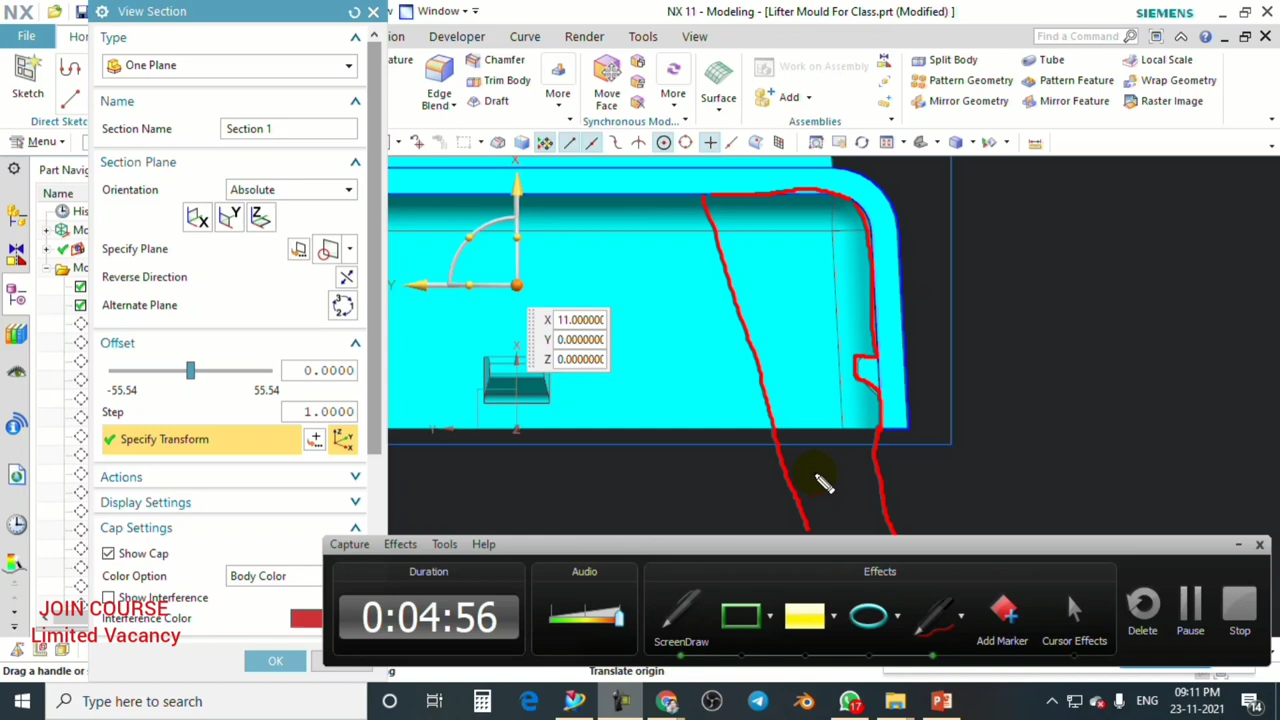 NX
Window
NX 11 - Modeling - [Lifter Mould For Class.prt (Modified) ]
SIEMENS
View Section
File
Developer
Curve
Render
Tools
View
Find a Command
Sketch
Direct Sketc
Type
One Plane
Name
Section Name
Section 1
Section Plane
Orientation
Absolute
X
Y
Z
Specify Plane
Reverse Direction
Alternate Plane
Offset
0.0000
-55.54
55.54
Step
1.0000
Specify Transform
Actions
Display Settings
Cap Settings
Show Cap
Color Option
Body Color
Show Interference
Interference Color
OK
Edge
Blend
Chamfer
Trim Body
Draft
More
Move
Face
More
Synchronous Mod...
Surface
Work on Assembly
Add
Assemblies
Split Body
Pattern Geometry
Mirror Geometry
Tube
Pattern Feature
Mirror Feature
Local Scale
Wrap Geometry
Raster Image
Menu
Part Navig
Name
His
X
Y
X 11.000000
Y 0.000000
Z 0.000000
X
Y
Z
JOIN COURSE
Limited Vacancy
Drag a handle or s
Translate origin
Capture
Effects
Tools
Help
Duration
0:04:56
Audio
Effects
ScreenDraw
Add Marker
Cursor Effects
Delete
Pause
Stop
Type here to search
17
ENG
09:11 PM
23-11-2021
14